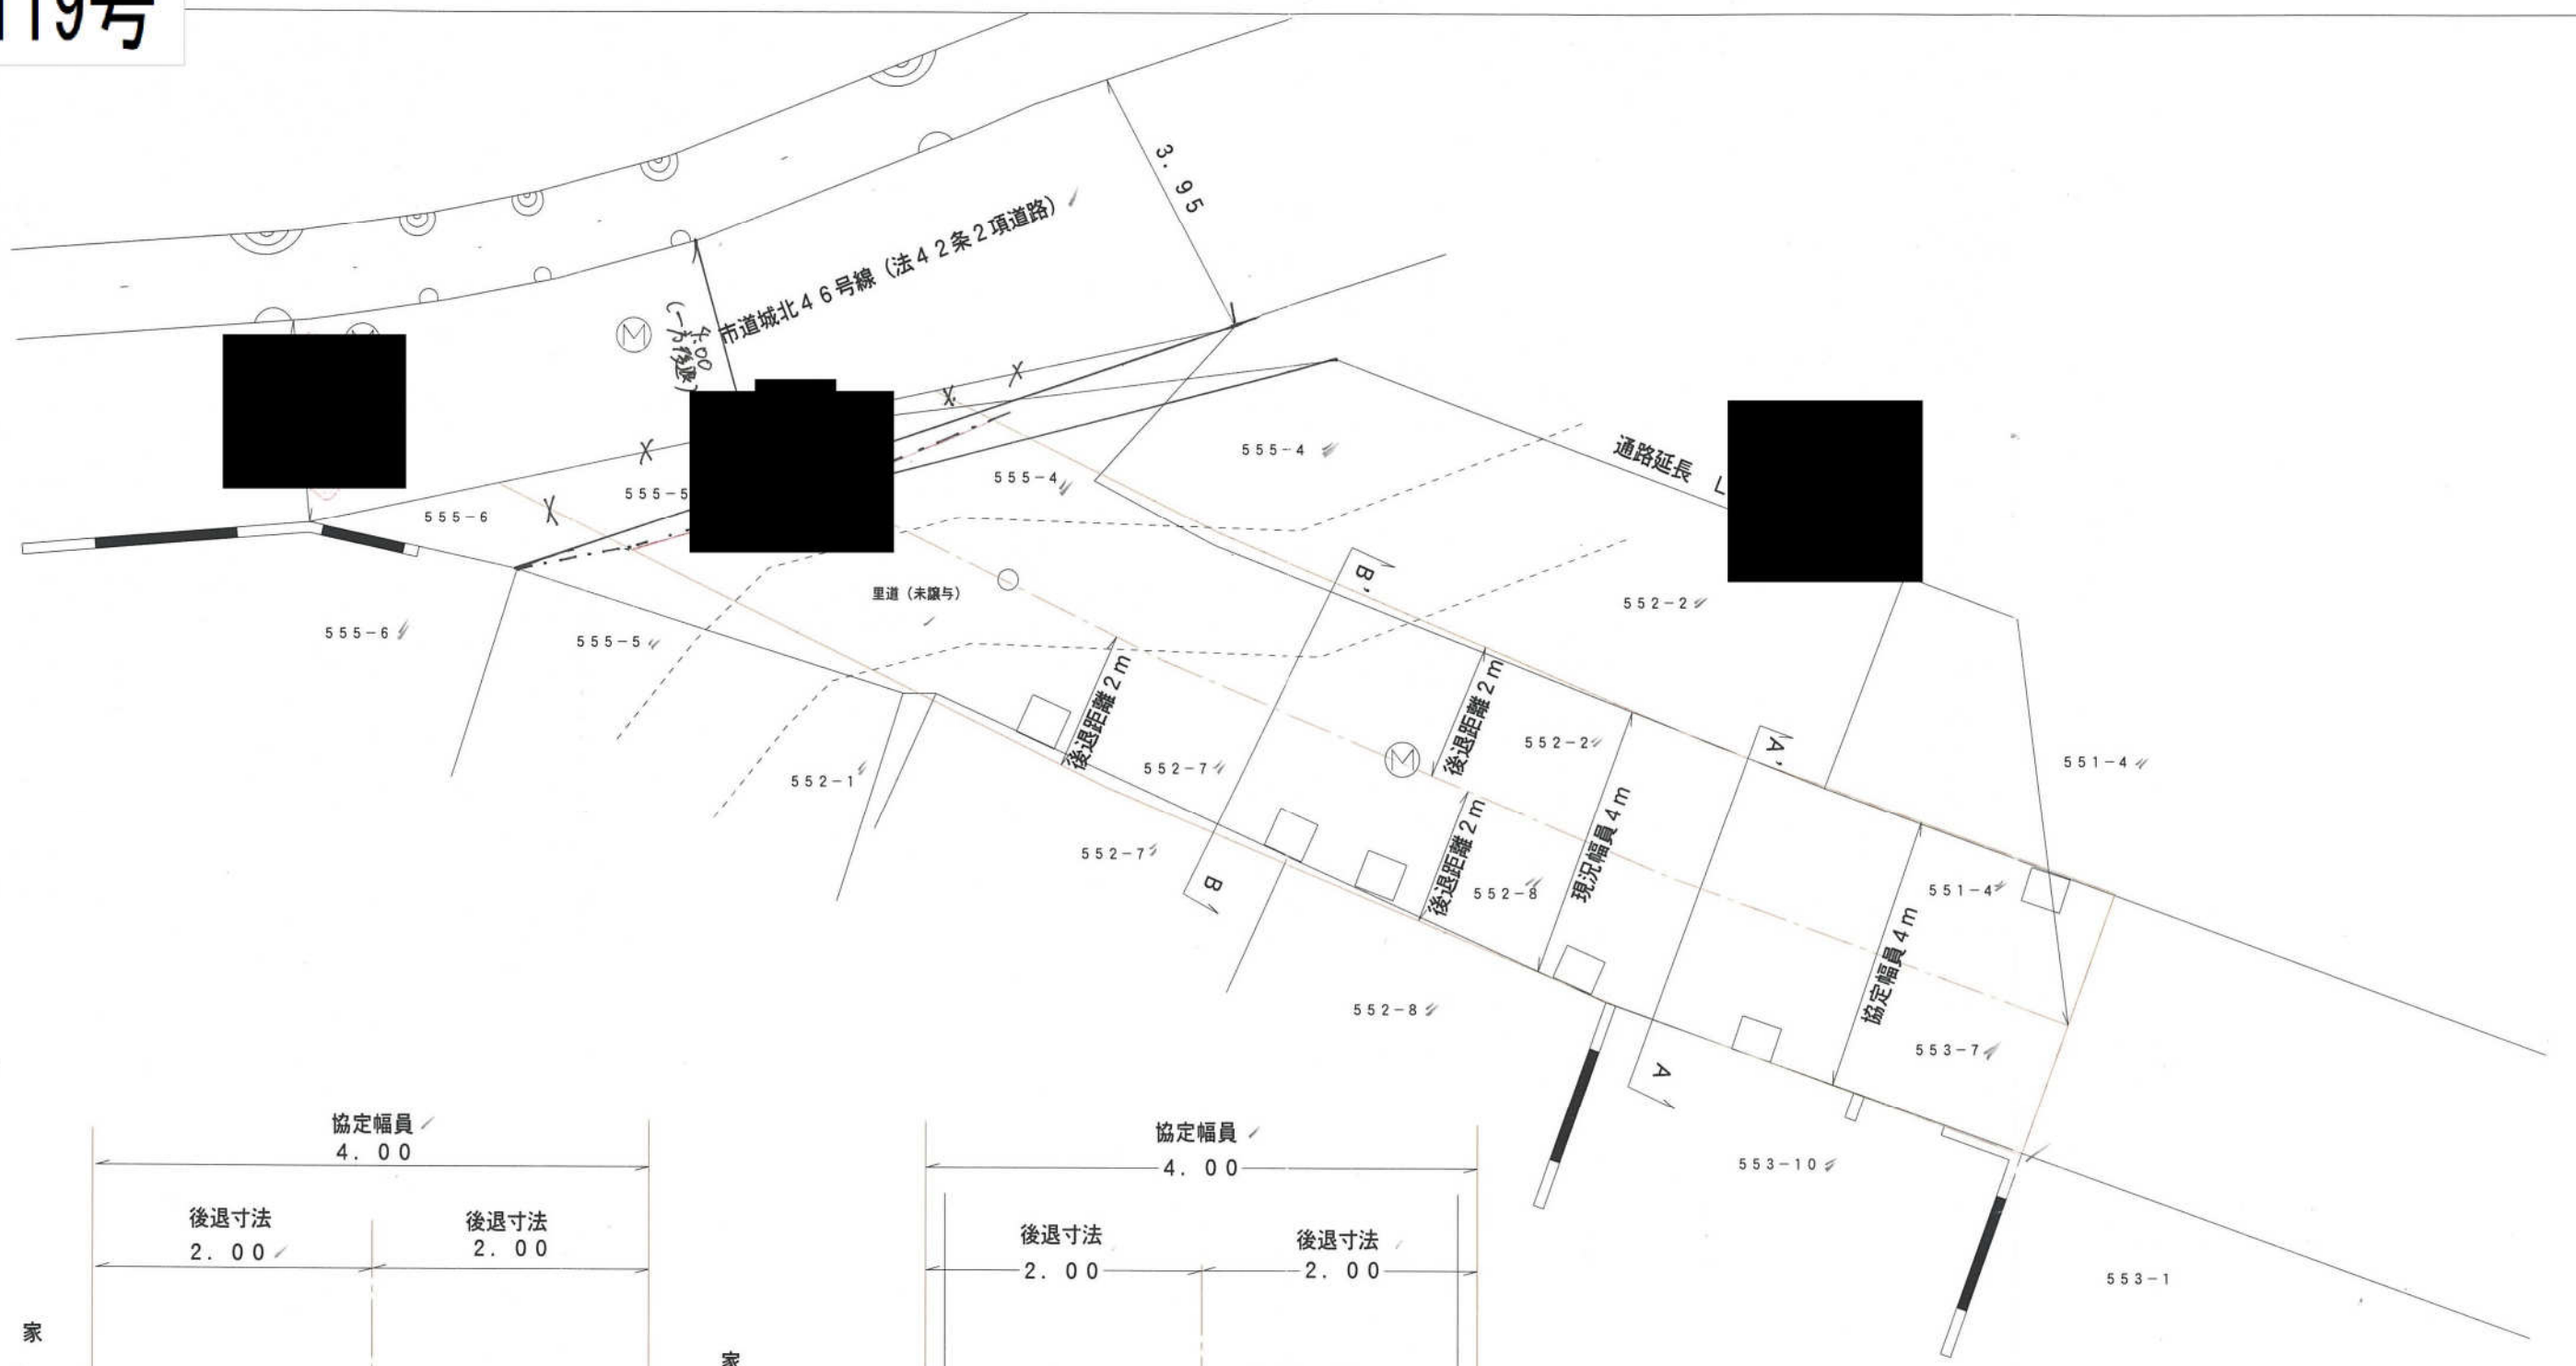 119号
3.95
市道城北46号線（法42条2項道路）
Ⓜ
4.00
(一方後退)
555-6
555-5
555-4
555-4
通路延長 L
里道（未譲与）
555-6
555-5
552-1
552-7
552-7
552-8
552-8
552-2
552-2
551-4
551-4
553-7
553-10
553-1
後退距離2m
後退距離2m
後退距離2m
現況幅員4m
協定幅員4m
Ⓜ
B'
B
A'
A
協定幅員
4.00
後退寸法
2.00
後退寸法
2.00
家
協定幅員
4.00
後退寸法
2.00
後退寸法
2.00
家